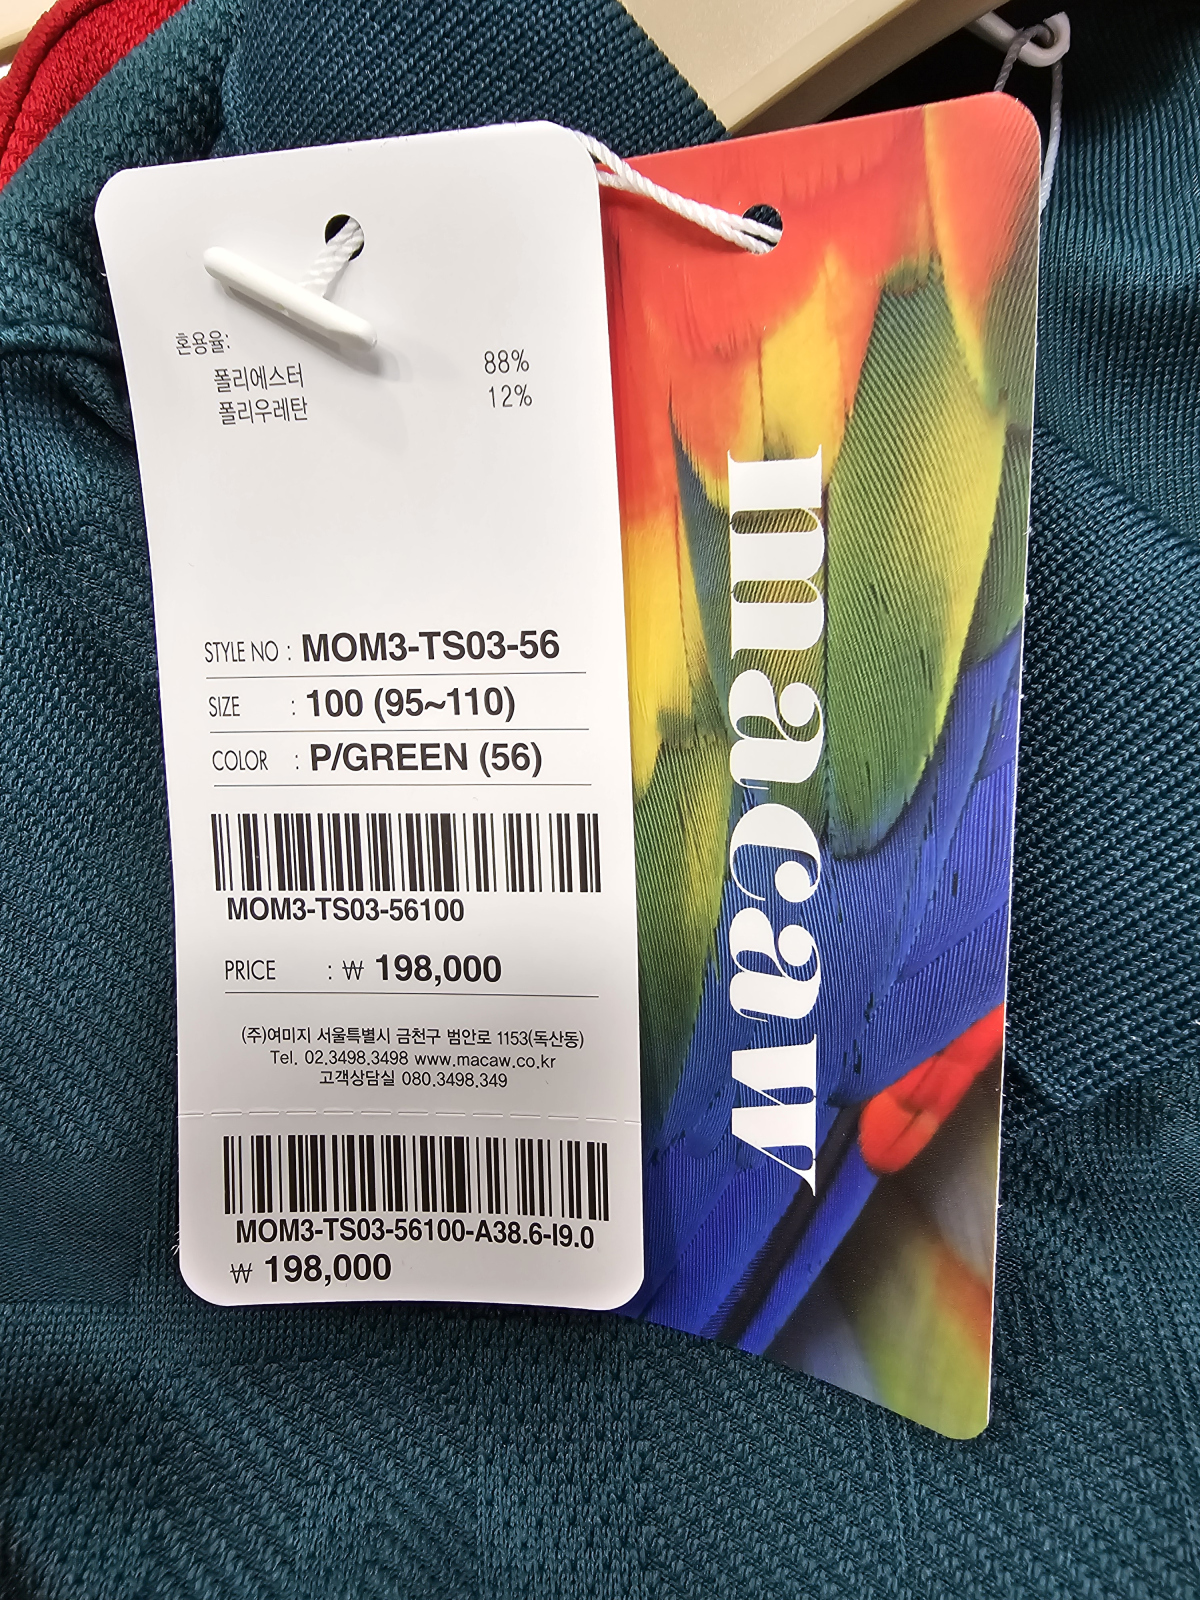 혼용율:
폴리에스터 88%
폴리우레탄 12%
STYLE NO : MOM3-TS03-56
SIZE : 100 (95~110)
COLOR : P/GREEN (56)
MOM3-TS03-56100
PRICE : ₩ 198,000
(주)여미지 서울특별시 금천구 범안로 1153(독산동)
Tel. 02.3498.3498 www.macaw.co.kr
고객상담실 080.3498.349
MOM3-TS03-56100-A38.6-I9.0
₩ 198,000
macaw